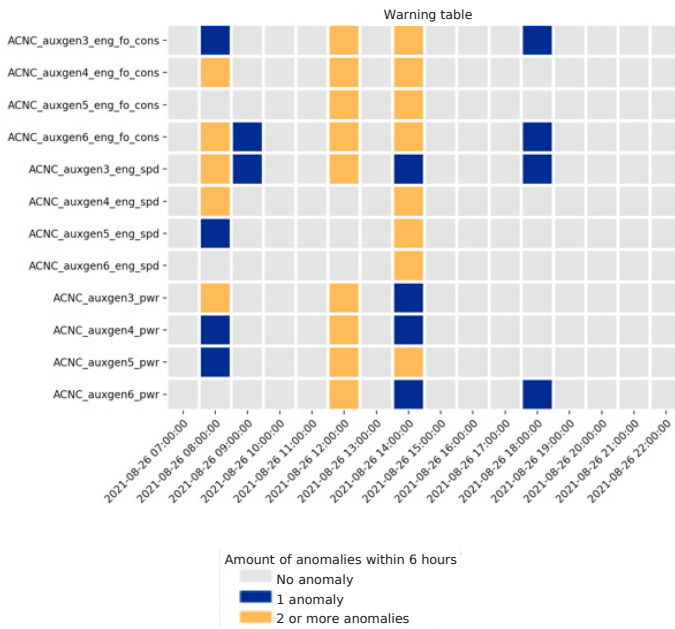 Warning table
ACNC_auxgen3_eng_fo_cons
ACNC_auxgen4_eng_fo_cons
ACNC_auxgen5_eng_fo_cons
ACNC_auxgen6_eng_fo_cons
ACNC_auxgen3_eng_spd
ACNC_auxgen4_eng_spd
ACNC_auxgen5_eng_spd
ACNC_auxgen6_eng_spd
ACNC_auxgen3_pwr
ACNC_auxgen4_pwr
ACNC_auxgen5_pwr
ACNC_auxgen6_pwr
2021-08-26 07:00:00
2021-08-26 08:00:00
2021-08-26 09:00:00
2021-08-26 10:00:00
2021-08-26 11:00:00
2021-08-26 12:00:00
2021-08-26 13:00:00
2021-08-26 14:00:00
2021-08-26 15:00:00
2021-08-26 16:00:00
2021-08-26 17:00:00
2021-08-26 18:00:00
2021-08-26 19:00:00
2021-08-26 20:00:00
2021-08-26 21:00:00
2021-08-26 22:00:00
Amount of anomalies within 6 hours
No anomaly
1 anomaly
2 or more anomalies